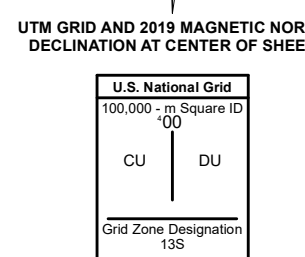 UTM GRID AND 2019 MAGNETIC NOR
DECLINATION AT CENTER OF SHEE
U.S. National Grid
100,000 - m Square ID
⁴00
CU DU
Grid Zone Designation
13S